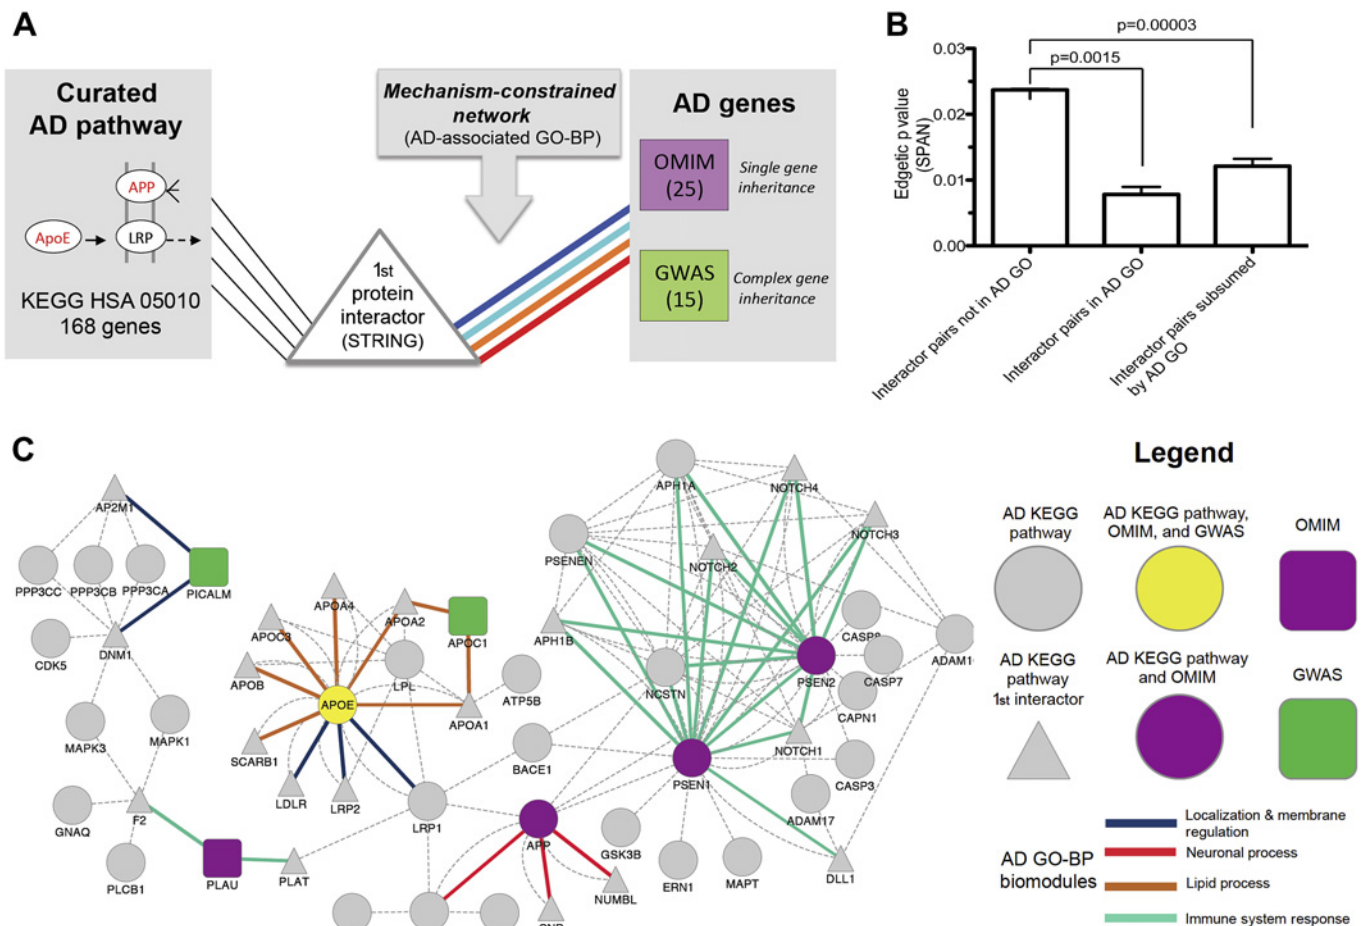 A
Curated
AD pathway
APP
ApoE
LRP
KEGG HSA 05010
168 genes
Mechanism-constrained
network
(AD-associated GO-BP)
1st
protein
interactor
(STRING)
AD genes
OMIM
(25)
Single gene
inheritance
GWAS
(15)
Complex gene
inheritance
B
p=0.00003
p=0.0015
0.03
0.02
0.01
0.00
Edgetic p value
(SPAN)
Interactor pairs not in AD GO
Interactor pairs in AD GO
Interactor pairs subsumed
by AD GO
C
AP2M1
PPP3CC
PPP3CB
PPP3CA
PICALM
CDK5
DNM1
MAPK3
MAPK1
GNAQ
F2
PLCB1
PLAU
PLAT
APOA4
APOC3
APOA2
APOC1
APOB
LPL
APOE
APOA1
ATP5B
SCARB1
LDLR
LRP2
LRP1
BACE1
APP
NUMBL
APH1A
NOTCH4
NOTCH3
PSENEN
NOTCH2
APH1B
NCSTN
PSEN2
CASP7
ADAM1
CAPN1
NOTCH1
CASP3
PSEN1
ADAM17
GSK3B
ERN1
MAPT
DLL1
Legend
AD KEGG
pathway
AD KEGG pathway,
OMIM, and GWAS
OMIM
AD KEGG
pathway
1st interactor
AD KEGG pathway
and OMIM
GWAS
AD GO-BP
biomodules
Localization & membrane
regulation
Neuronal process
Lipid process
Immune system response